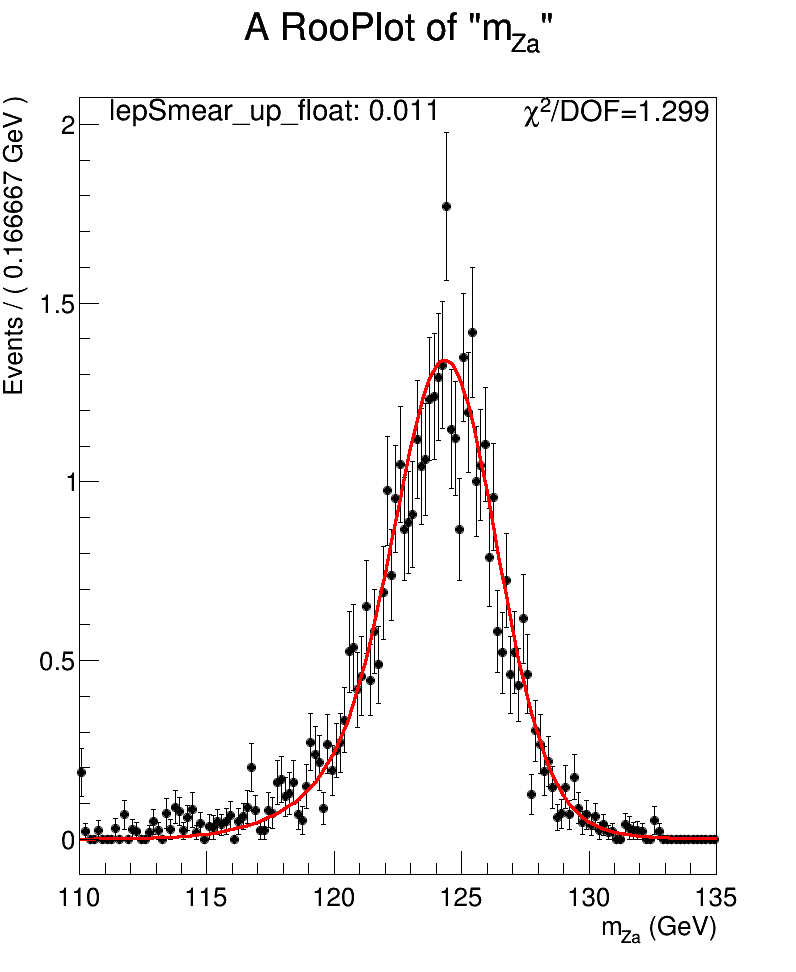 A RooPlot of "m_Za"
lepSmear_up_float: 0.011
χ²/DOF=1.299
Events / ( 0.166667 GeV )
2
1.5
1
0.5
0
110 115 120 125 130 135
m_Za (GeV)